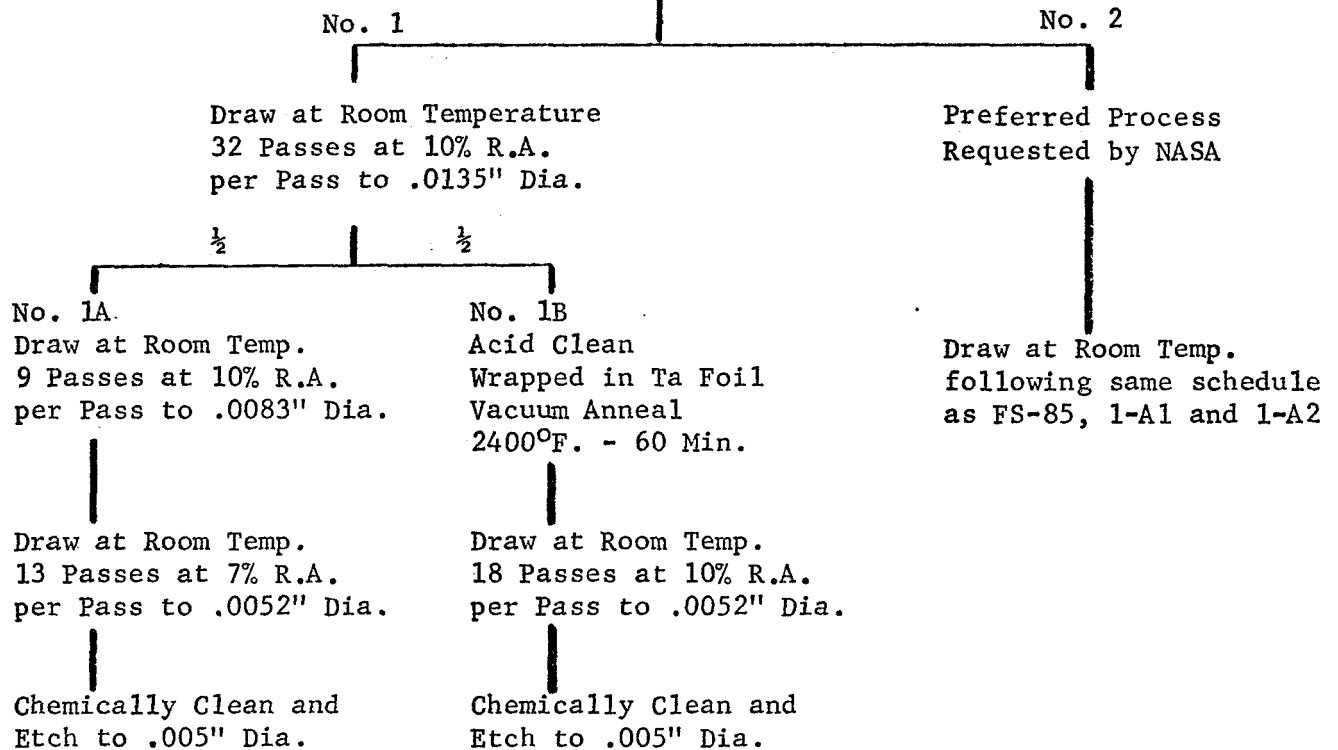 No. 1
No. 2
Draw at Room Temperature
32 Passes at 10% R.A.
per Pass to .0135" Dia.
Preferred Process
Requested by NASA
½
½
No. 1A
Draw at Room Temp.
9 Passes at 10% R.A.
per Pass to .0083" Dia.
No. 1B
Acid Clean
Wrapped in Ta Foil
Vacuum Anneal
2400°F. - 60 Min.
Draw at Room Temp.
following same schedule
as FS-85, 1-A1 and 1-A2
Draw at Room Temp.
13 Passes at 7% R.A.
per Pass to .0052" Dia.
Draw at Room Temp.
18 Passes at 10% R.A.
per Pass to .0052" Dia.
Chemically Clean and
Etch to .005" Dia.
Chemically Clean and
Etch to .005" Dia.